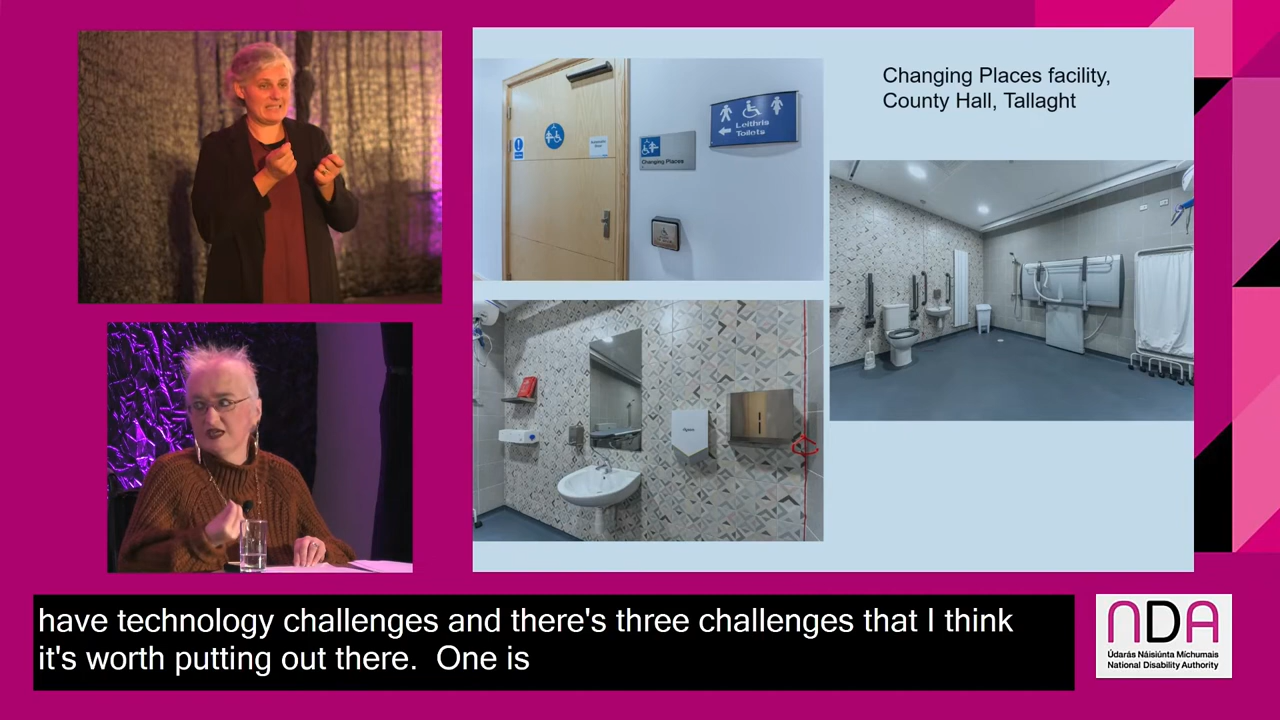 Changing Places facility,
County Hall, Tallaght
Leithris
Toilets
Changing Places
have technology challenges and there's three challenges that I think
it's worth putting out there.  One is
NDA
Údarás Náisiúnta Míchumais
National Disability Authority